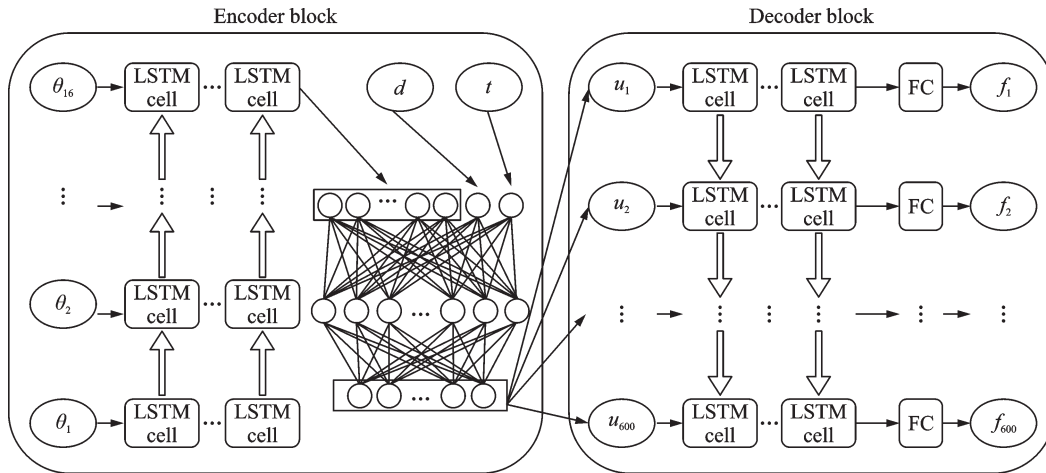 Encoder block
θ16
LSTM cell
...
LSTM cell
d
t
⋮
⋮
⋮
⋮
...
θ2
LSTM cell
...
LSTM cell
...
θ1
LSTM cell
...
LSTM cell
...
Decoder block
u1
LSTM cell
...
LSTM cell
FC
f1
u2
LSTM cell
...
LSTM cell
FC
f2
⋮
⋮
⋮
⋮
⋮
⋮
u600
LSTM cell
...
LSTM cell
FC
f600